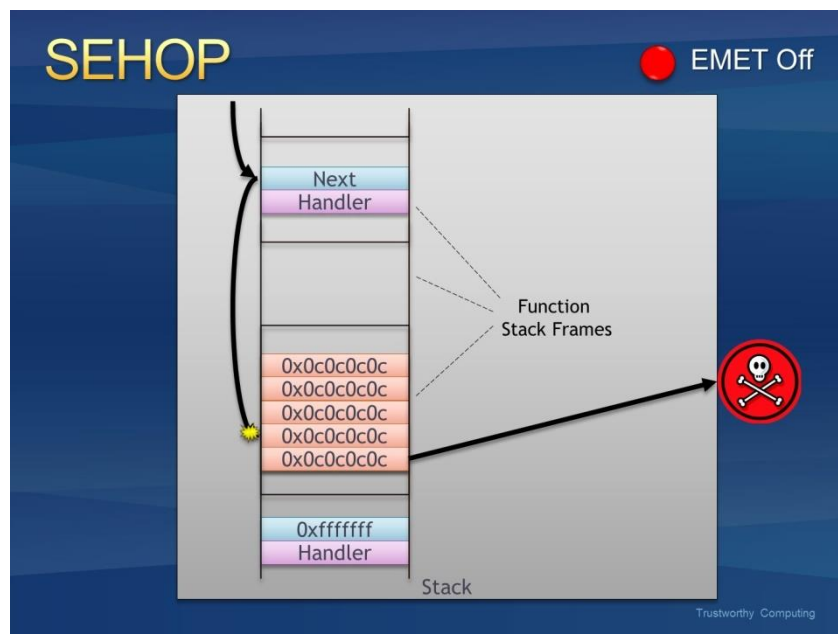 SEHOP
EMET Off
Next
Handler
Function
Stack Frames
0x0c0c0c0c
0x0c0c0c0c
0x0c0c0c0c
0x0c0c0c0c
0x0c0c0c0c
0xfffffff
Handler
Stack
Trustworthy Computing